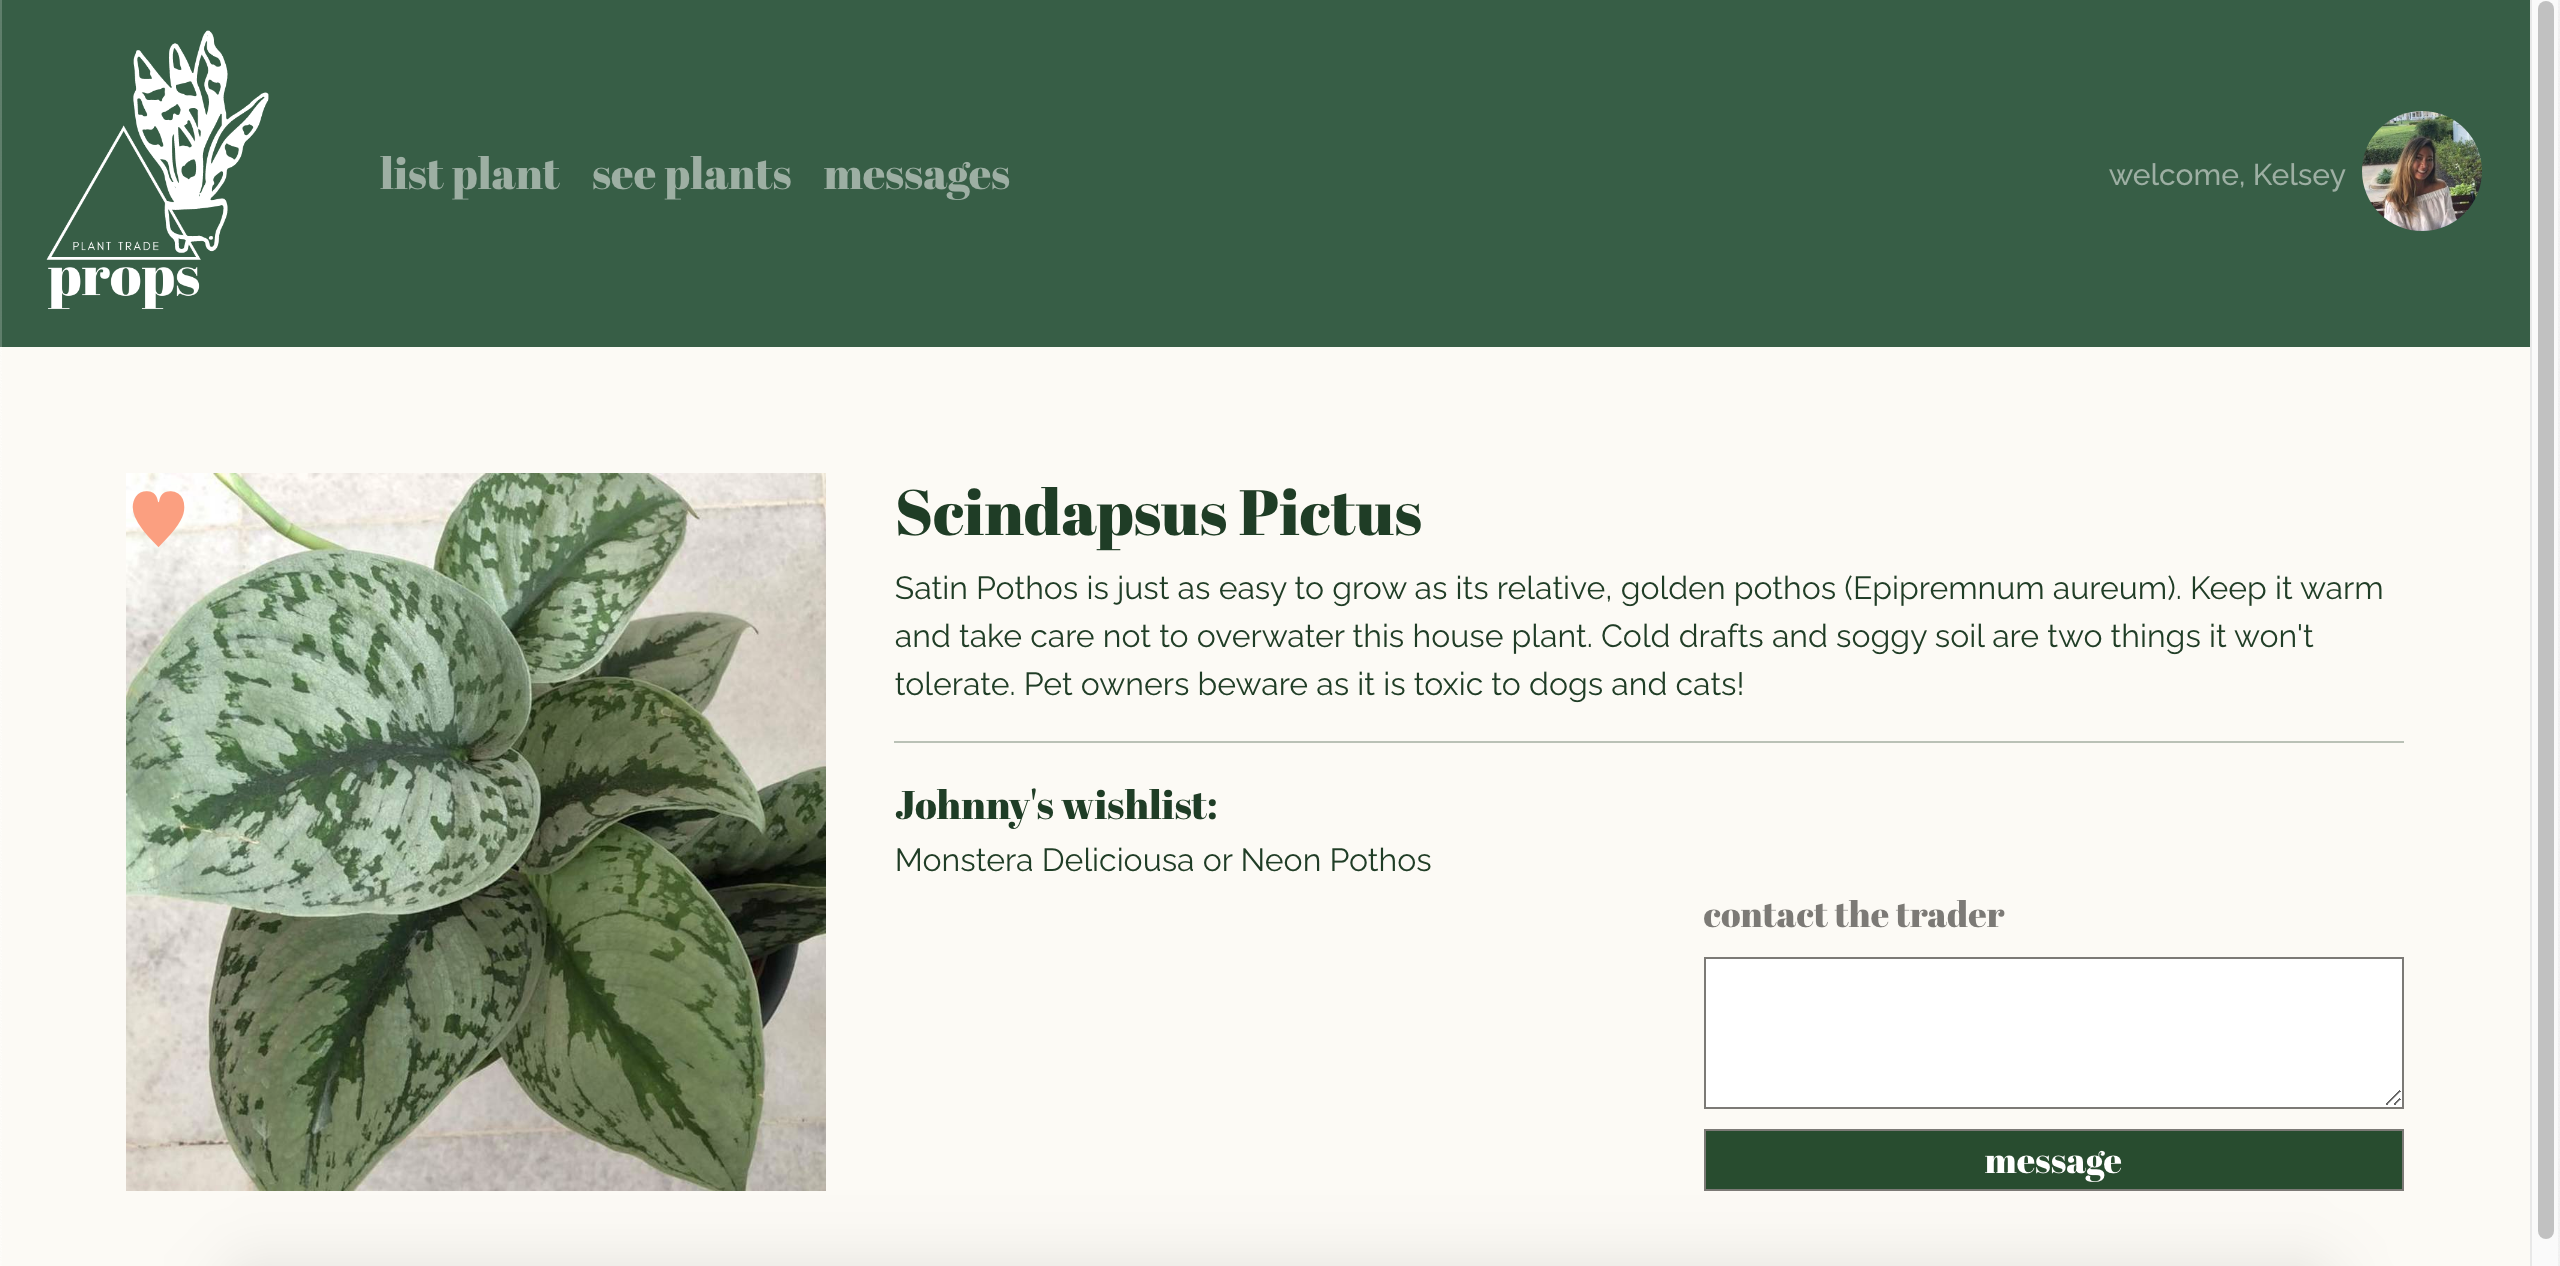 PLANT TRADE
props
list plant see plants messages
welcome, Kelsey
Scindapsus Pictus
Satin Pothos is just as easy to grow as its relative, golden pothos (Epipremnum aureum). Keep it warm
and take care not to overwater this house plant. Cold drafts and soggy soil are two things it won't
tolerate. Pet owners beware as it is toxic to dogs and cats!
Johnny's wishlist:
Monstera Deliciousa or Neon Pothos
contact the trader
message